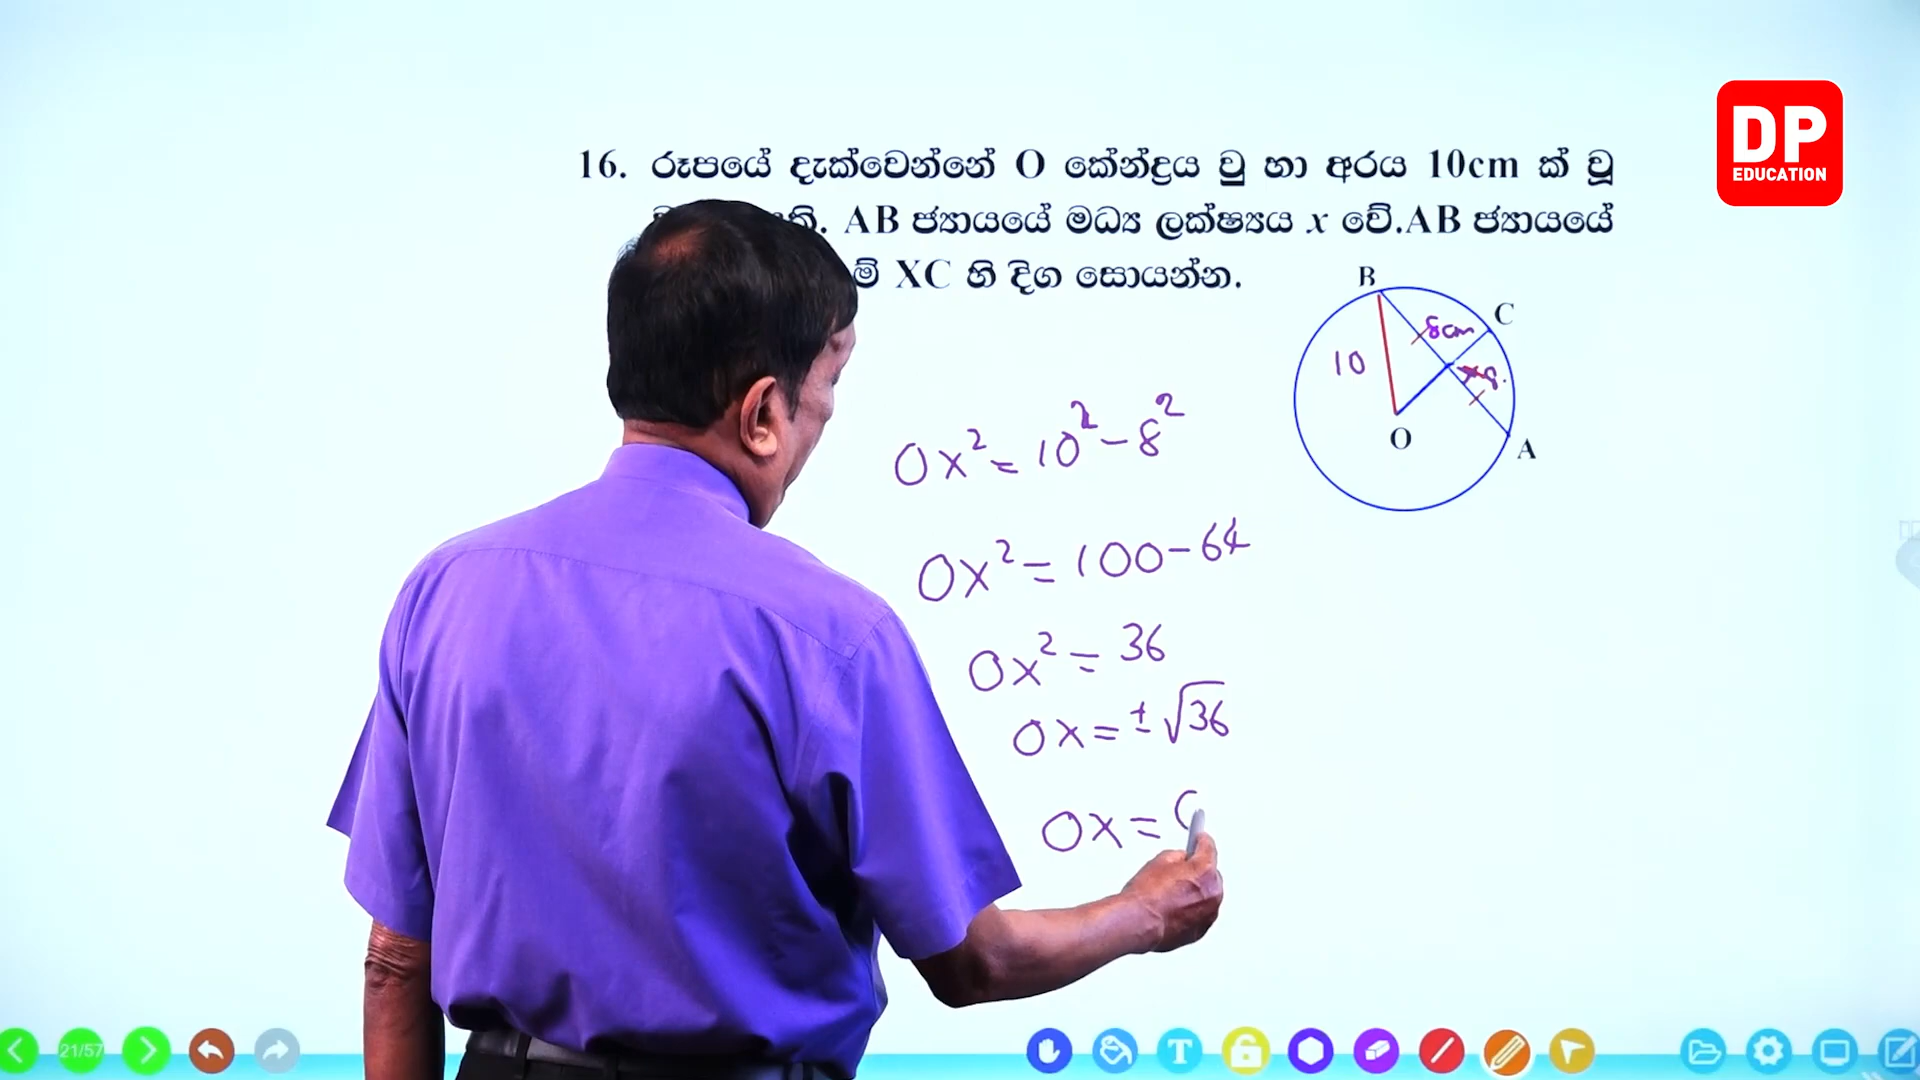 DP
EDUCATION
16. රූපයේ දැක්වෙන්නේ O කේන්ද්‍රය වූ හා අරය 10cm ක් වූ
AB ජ්‍යායයේ මධ්‍ය ලක්ෂ්‍යය x වේ.AB ජ්‍යායයේ
XC හි දිග සොයන්න.
B
C
8cm
10
8.
O
A
Ox² = 10² - 8²
Ox² = 100 - 64
Ox² = 36
Ox = ± √36
Ox =
21/57
T